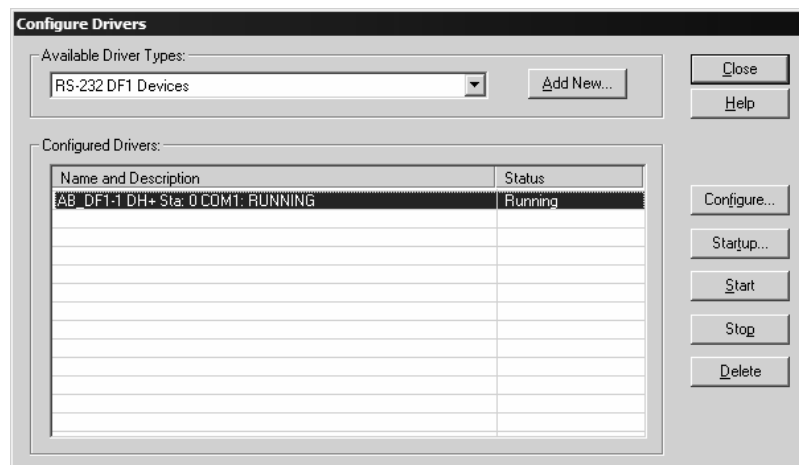 Configure Drivers
Available Driver Types:
RS-232 DF1 Devices
Add New...
Close
Help
Configured Drivers:
Name and Description Status
AB_DF1-1 DH+ Sta: 0 COM1: RUNNING Running
Configure...
Startup...
Start
Stop
Delete